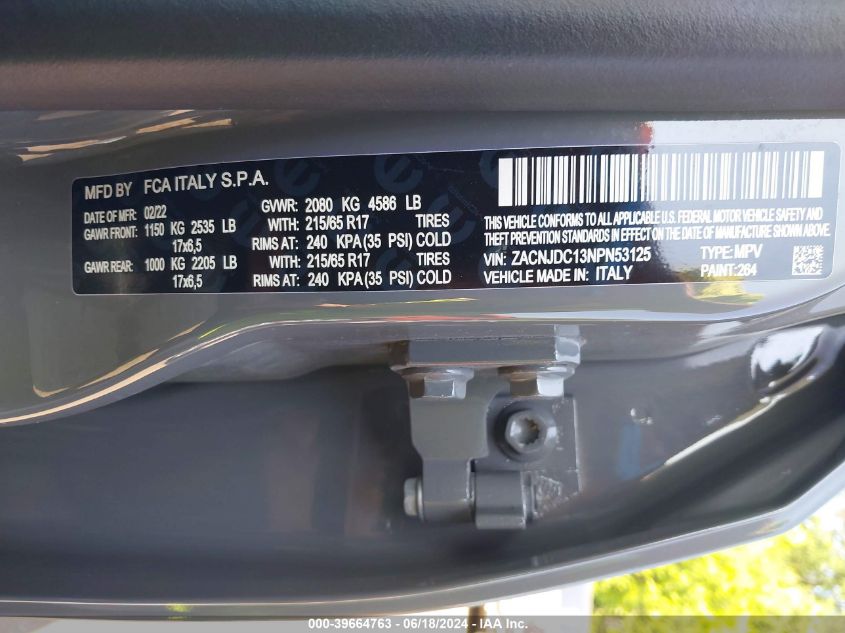 MFD BY FCA ITALY S.P.A.
DATE OF MFR: 02/22 GVWR: 2080 KG 4586 LB
GAWR FRONT: 1150 KG 2535 LB WITH: 215/65 R17 TIRES
17x6,5 RIMS AT: 240 KPA(35 PSI) COLD
GAWR REAR: 1000 KG 2205 LB WITH: 215/65 R17 TIRES
17x6,5 RIMS AT: 240 KPA(35 PSI) COLD
THIS VEHICLE CONFORMS TO ALL APPLICABLE U.S. FEDERAL MOTOR VEHICLE SAFETY AND
THEFT PREVENTION STANDARDS IN EFFECT ON THE DATE OF MANUFACTURE SHOWN ABOVE.
VIN: ZACNJDC13NPN53125 TYPE: MPV
VEHICLE MADE IN: ITALY PAINT: 264
000-39664763 - 06/18/2024 - IAA Inc.